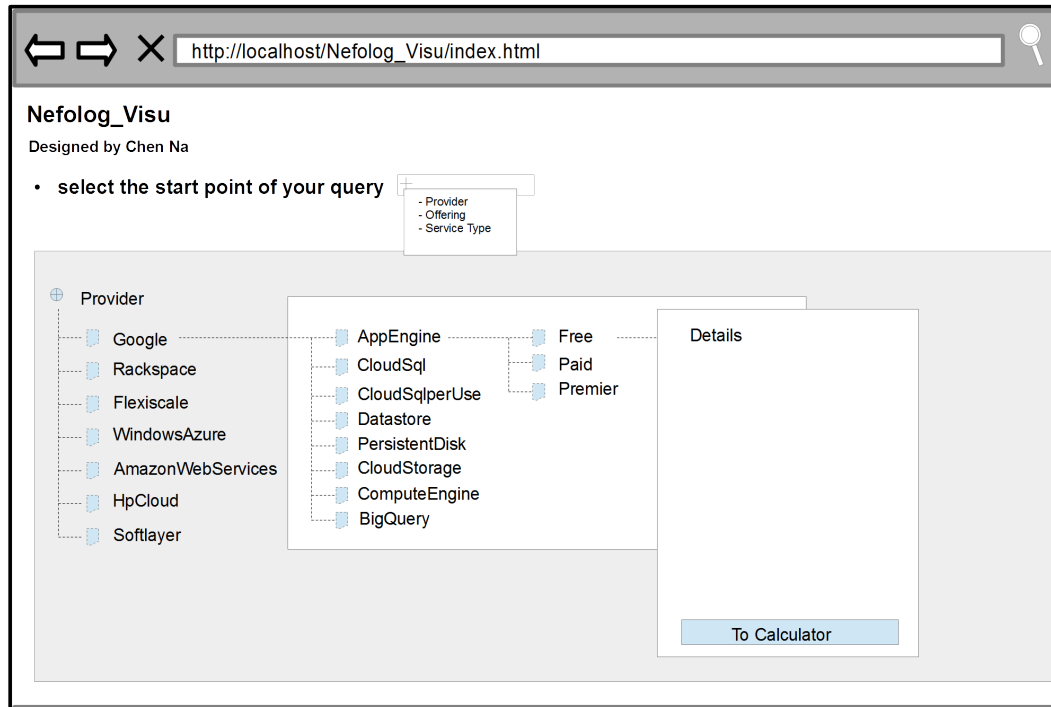 http://localhost/Nefolog_Visu/index.html
Nefolog_Visu
Designed by Chen Na
• select the start point of your query
- Provider
- Offering
- Service Type
Provider
Google
Rackspace
Flexiscale
WindowsAzure
AmazonWebServices
HpCloud
Softlayer
AppEngine
CloudSql
CloudSqlperUse
Datastore
PersistentDisk
CloudStorage
ComputeEngine
BigQuery
Free
Paid
Premier
Details
To Calculator